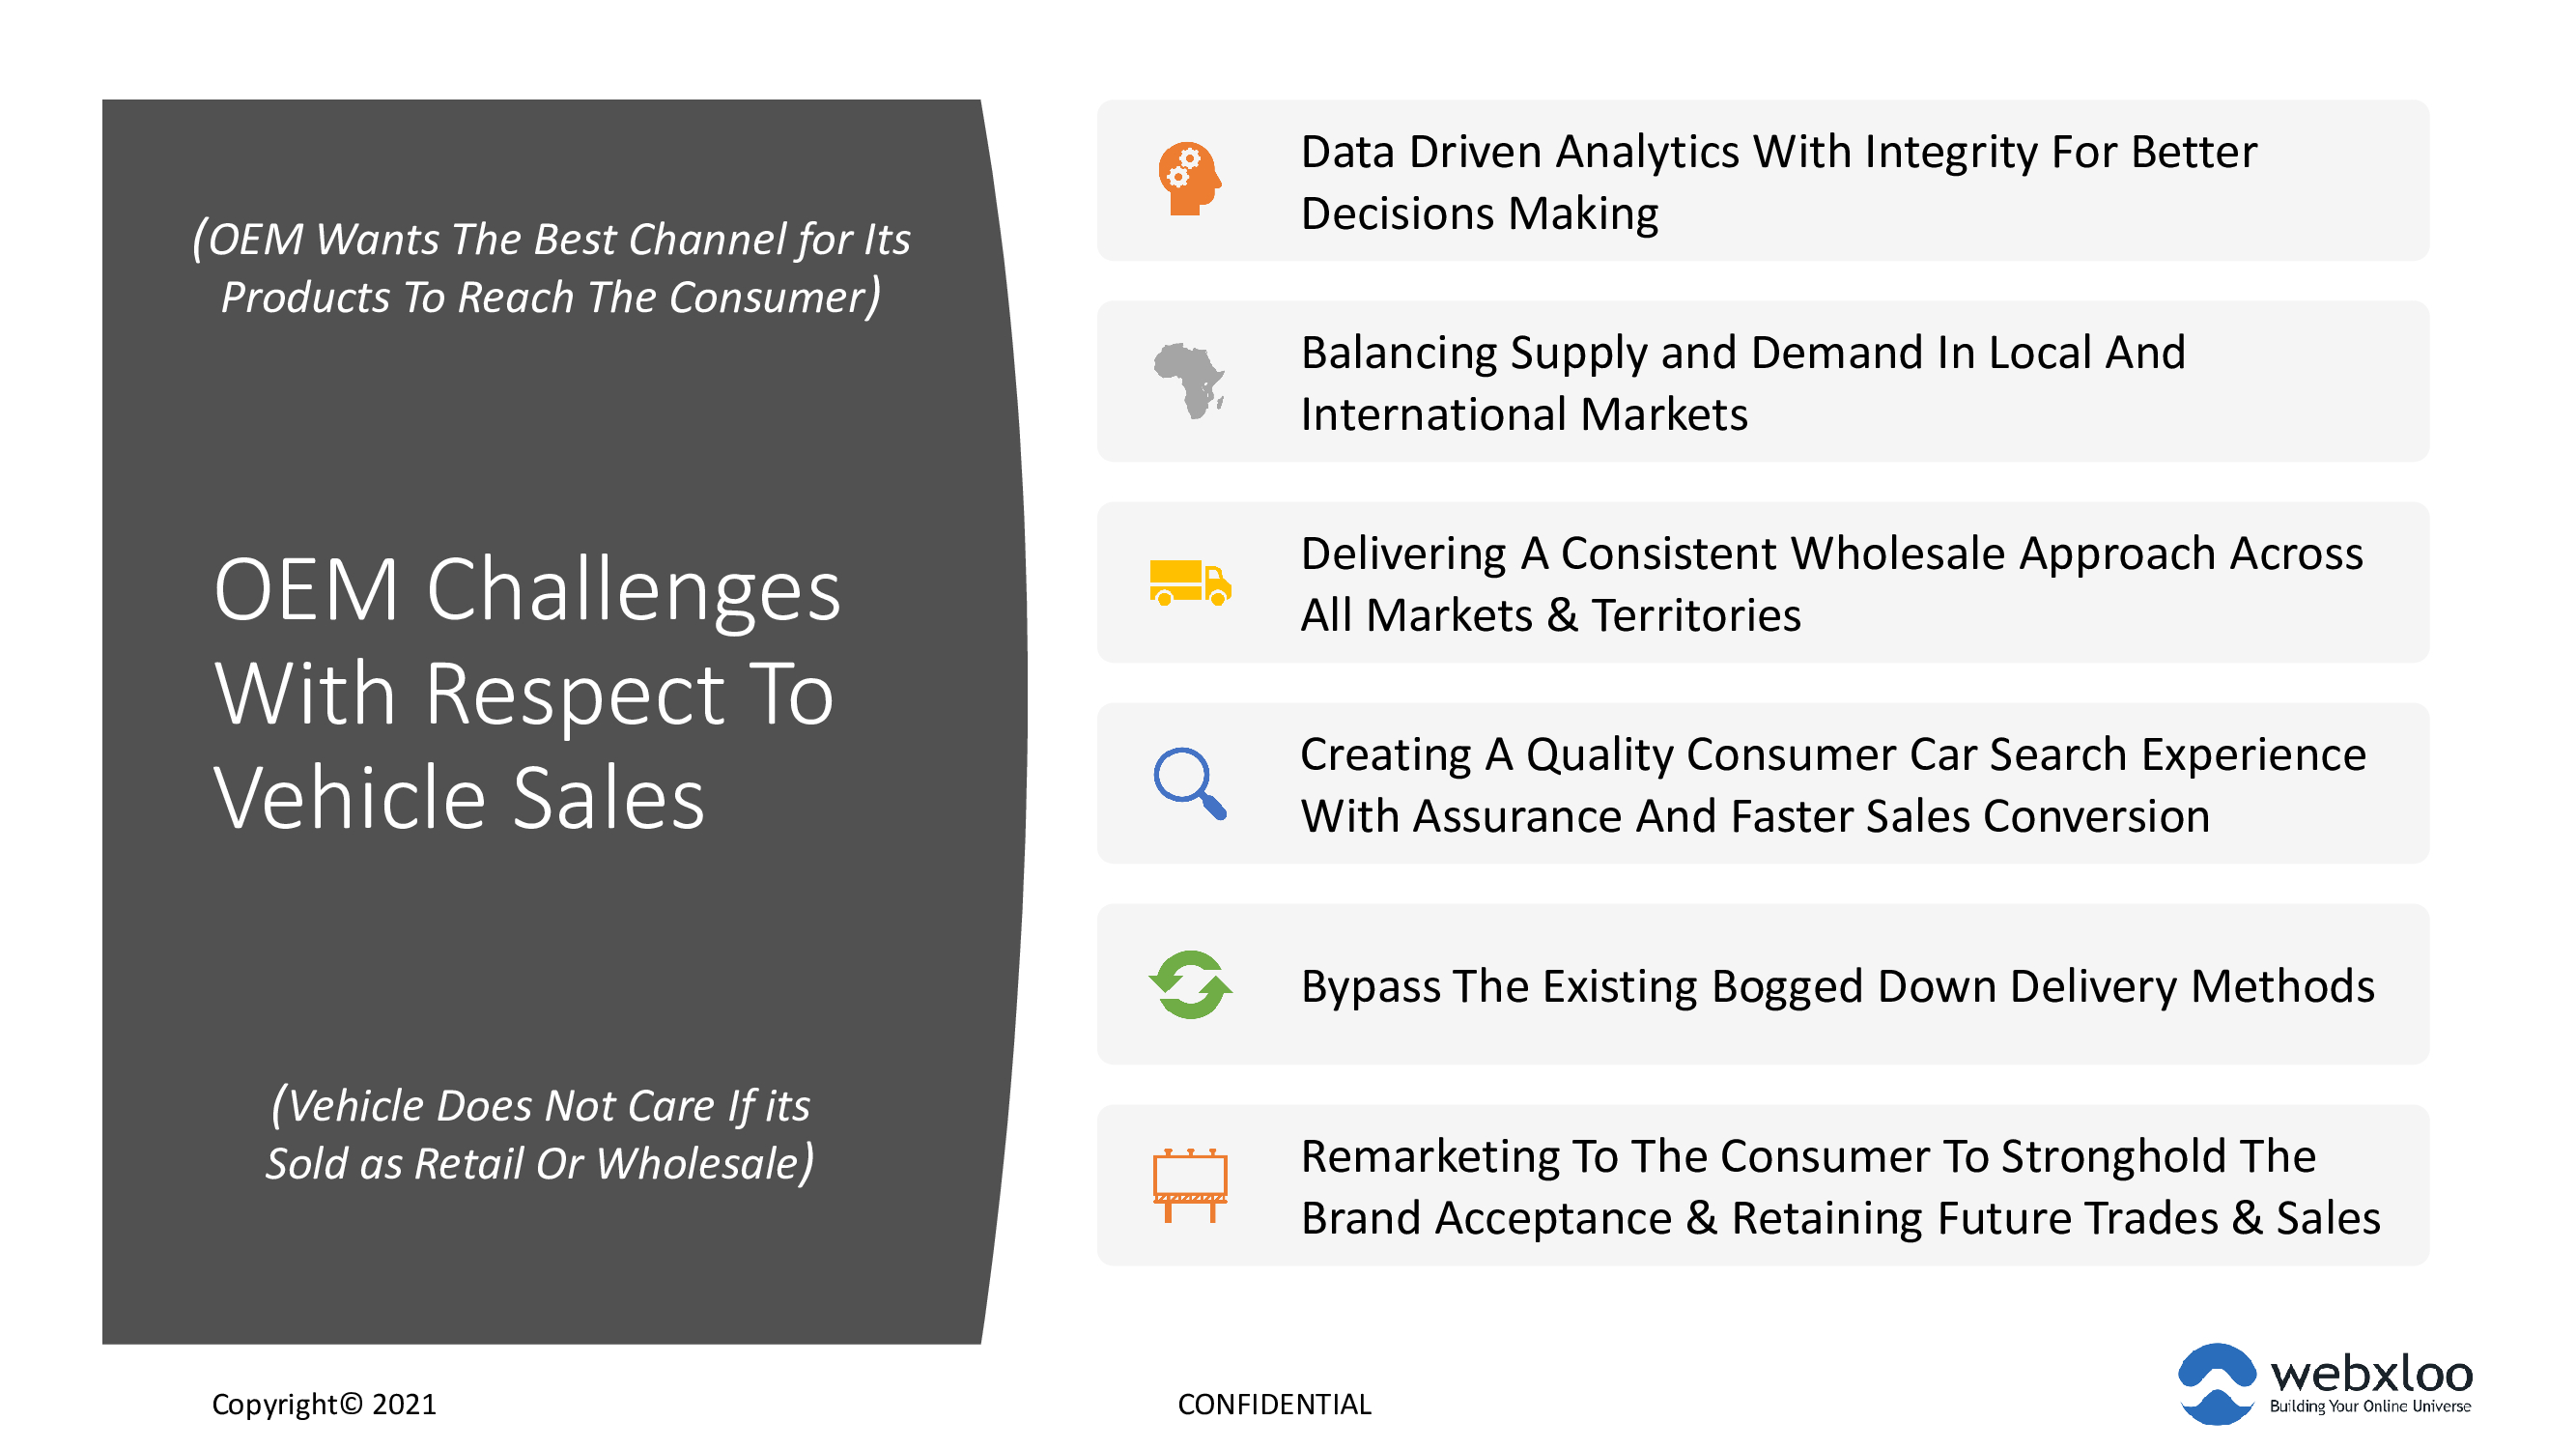 (OEM Wants The Best Channel for Its
Products To Reach The Consumer)
OEM Challenges
With Respect To
Vehicle Sales
(Vehicle Does Not Care If its
Sold as Retail Or Wholesale)
Data Driven Analytics With Integrity For Better
Decisions Making
Balancing Supply and Demand In Local And
International Markets
Delivering A Consistent Wholesale Approach Across
All Markets & Territories
Creating A Quality Consumer Car Search Experience
With Assurance And Faster Sales Conversion
Bypass The Existing Bogged Down Delivery Methods
Remarketing To The Consumer To Stronghold The
Brand Acceptance & Retaining Future Trades & Sales
Copyright© 2021
CONFIDENTIAL
webxloo
Building Your Online Universe